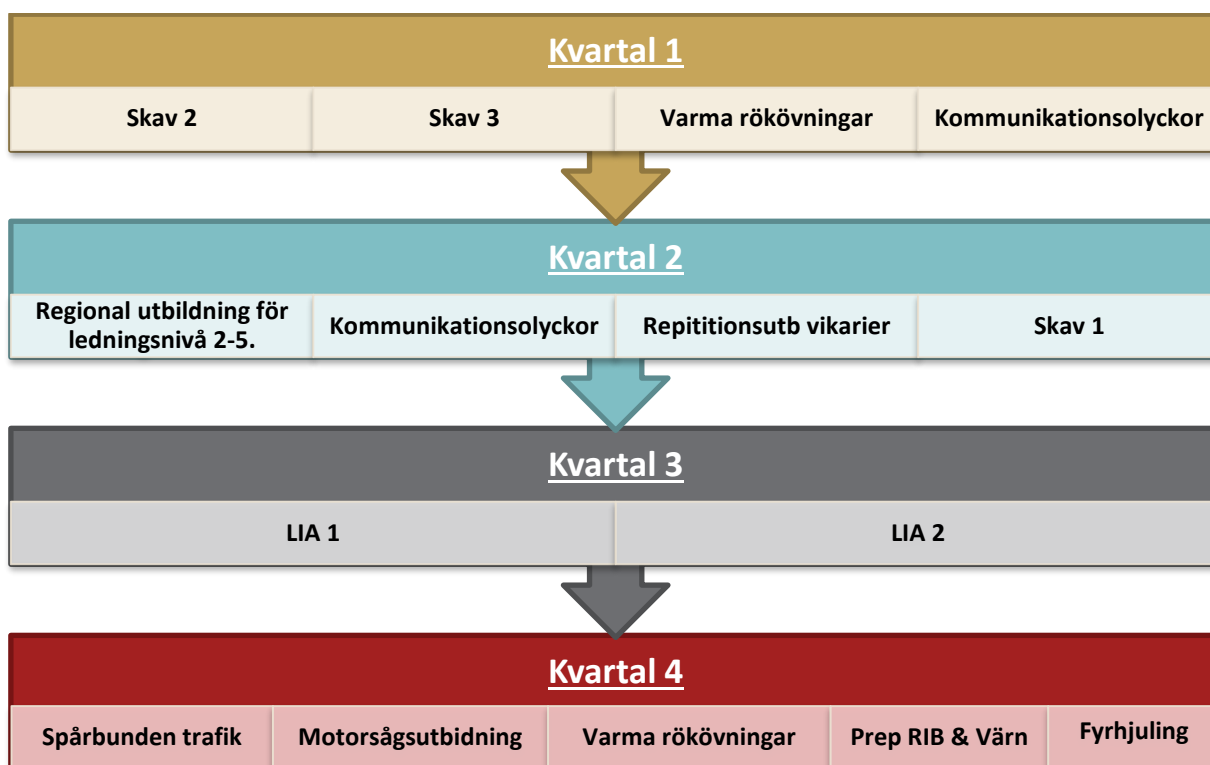 Kvartal 1
Skav 2
Skav 3
Varma rökövningar
Kommunikationsolyckor
Kvartal 2
Regional utbildning för
ledningsnivå 2-5.
Kommunikationsolyckor
Repititionsutb vikarier
Skav 1
Kvartal 3
LIA 1
LIA 2
Kvartal 4
Spårbunden trafik
Motorsågsutbidning
Varma rökövningar
Prep RIB & Värn
Fyrhjuling